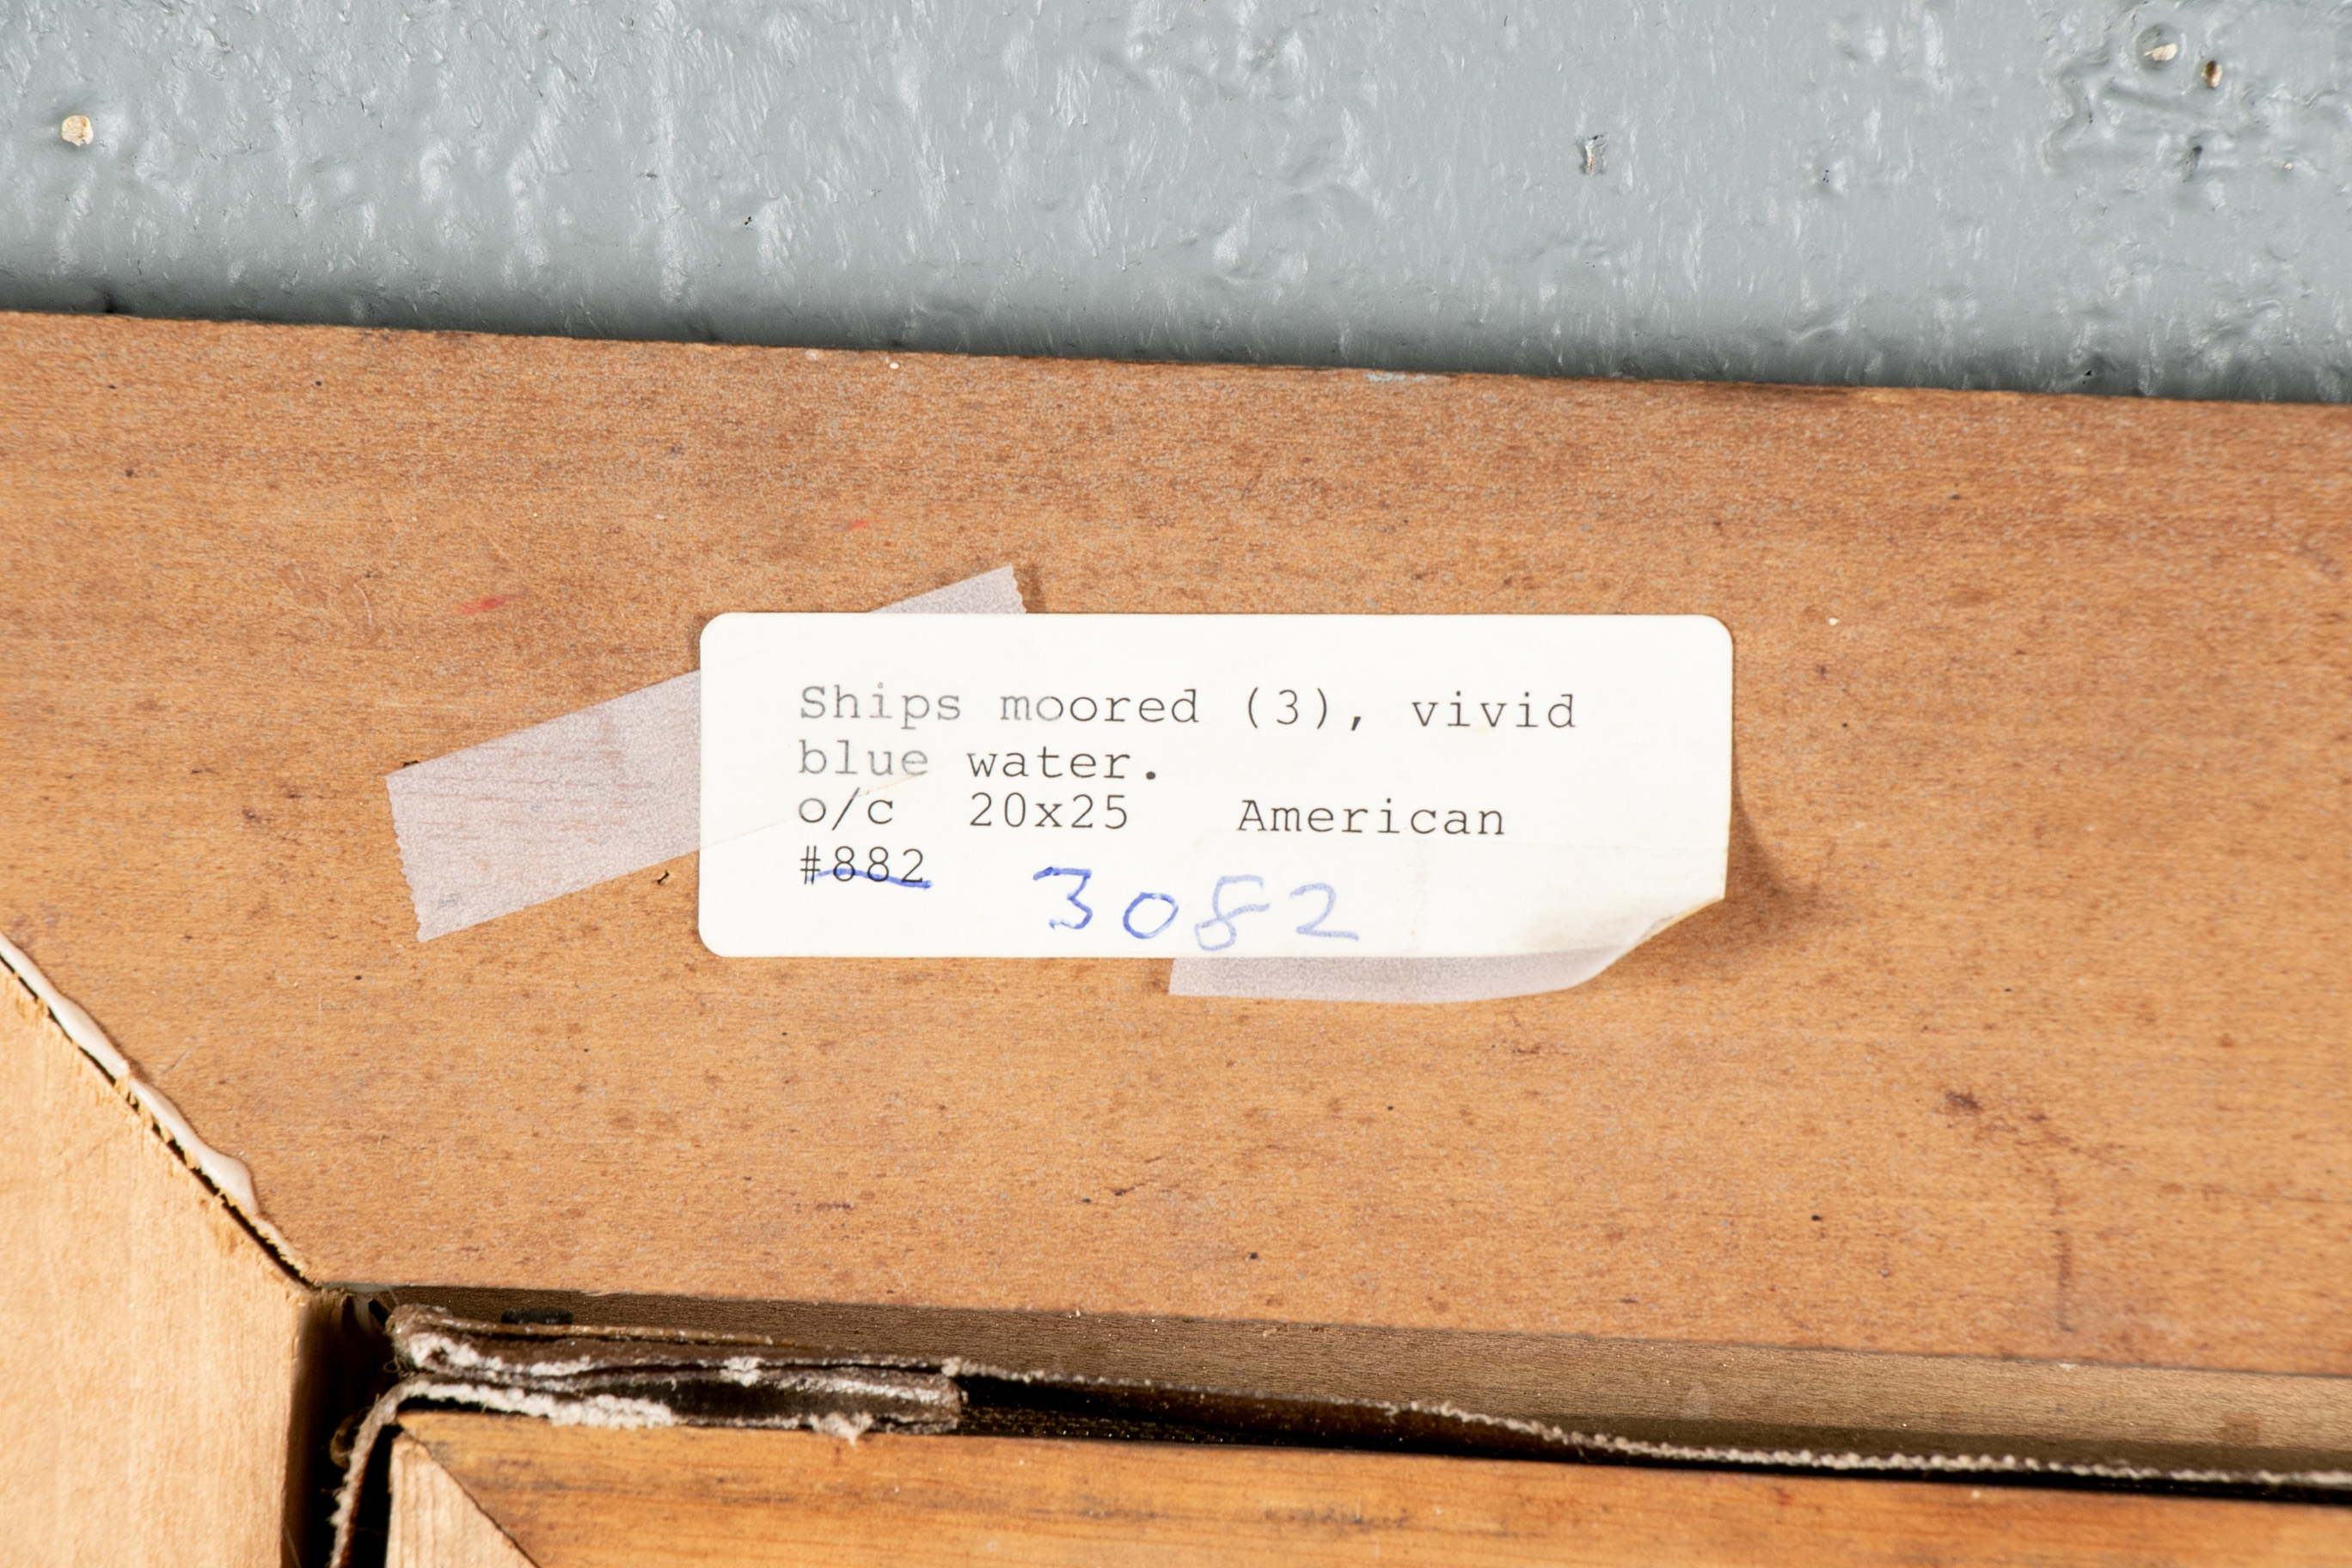 Ships moored (3), vivid
blue water.
o/c 20x25 American
#882 3082